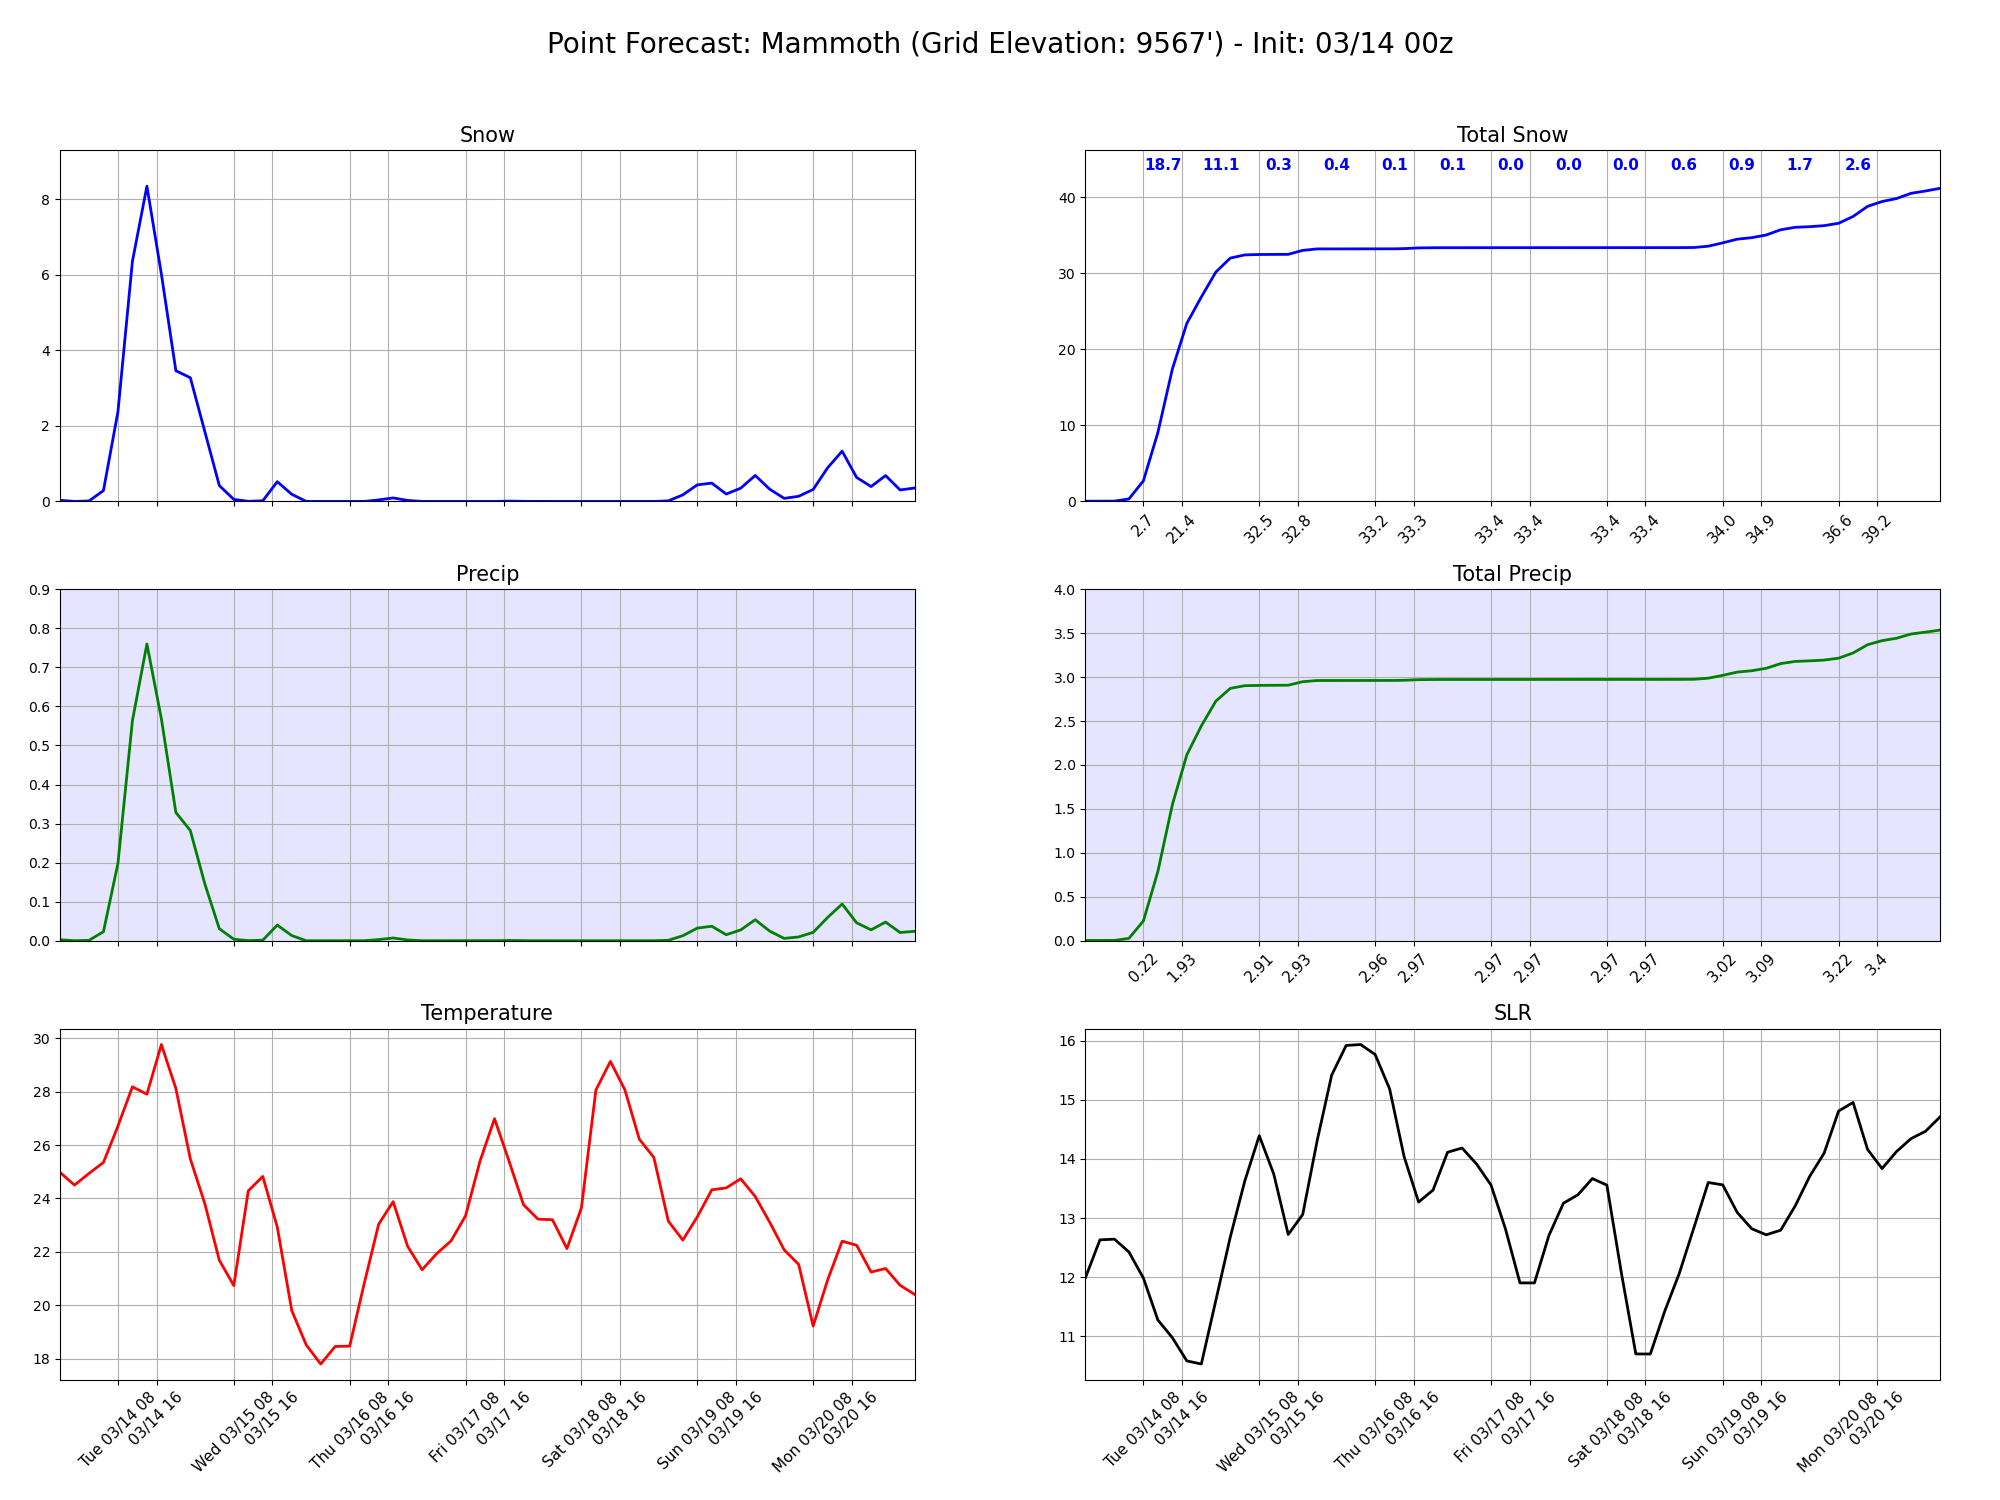 Point Forecast: Mammoth (Grid Elevation: 9567') - Init: 03/14 00z
Snow
8
6
4
2
0
Total Snow
18.7 11.1 0.3 0.4 0.1 0.1 0.0 0.0 0.0 0.6 0.9 1.7 2.6
40
30
20
10
0
2.7 21.4 32.5 32.8 33.2 33.3 33.4 33.4 33.4 33.4 34.0 34.9 36.6 39.2
Precip
0.9
0.8
0.7
0.6
0.5
0.4
0.3
0.2
0.1
0.0
Total Precip
4.0
3.5
3.0
2.5
2.0
1.5
1.0
0.5
0.0
0.22 1.93 2.91 2.93 2.96 2.97 2.97 2.97 2.97 2.97 3.02 3.09 3.22 3.4
Temperature
30
28
26
24
22
20
18
Tue 03/14 08
03/14 16
Wed 03/15 08
03/15 16
Thu 03/16 08
03/16 16
Fri 03/17 08
03/17 16
Sat 03/18 08
03/18 16
Sun 03/19 08
03/19 16
Mon 03/20 08
03/20 16
SLR
16
15
14
13
12
11
Tue 03/14 08
03/14 16
Wed 03/15 08
03/15 16
Thu 03/16 08
03/16 16
Fri 03/17 08
03/17 16
Sat 03/18 08
03/18 16
Sun 03/19 08
03/19 16
Mon 03/20 08
03/20 16